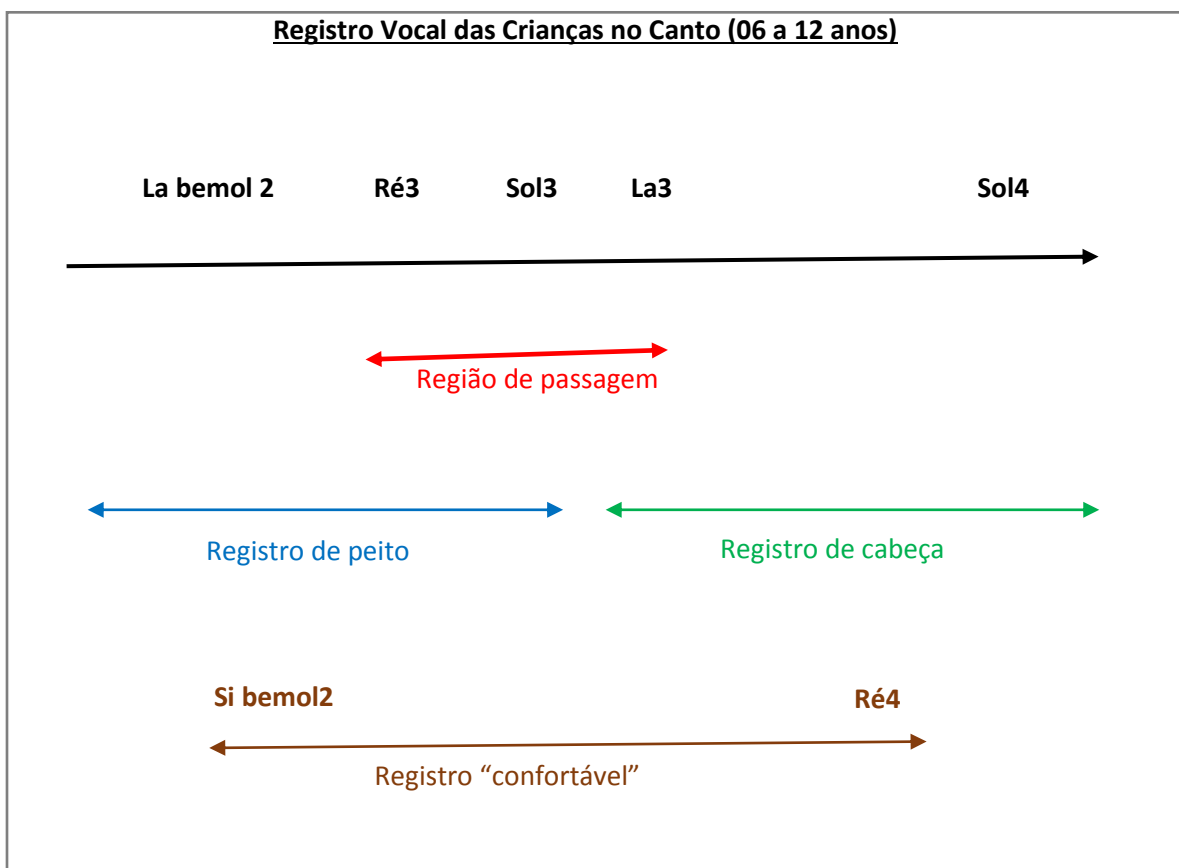 Registro Vocal das Crianças no Canto (06 a 12 anos)
La bemol 2 Ré3 Sol3 La3 Sol4
Região de passagem
Registro de peito Registro de cabeça
Si bemol2 Ré4
Registro “confortável”